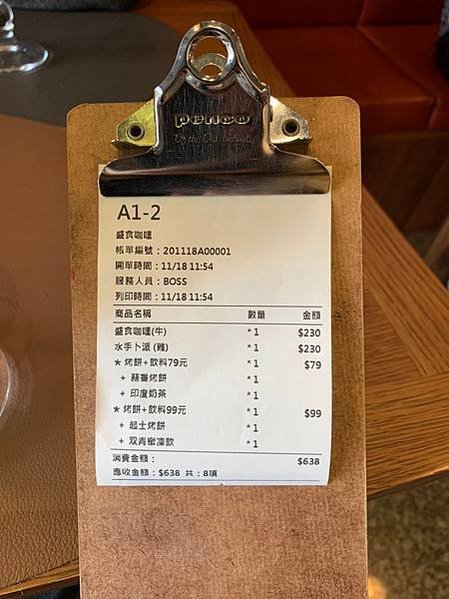 penco
A1-2
盛食咖哩
帳單編號：201118A00001
開單時間：11/18 11:54
服務人員：BOSS
列印時間：11/18 11:54
商品名稱 數量 金額
盛食咖哩(牛) *1 $230
水手卜派(雞) *1 $230
★ 烤餅+飲料79元 *1 $79
+ 蒜香烤餅 *1
+ 印度奶茶 *1
★ 烤餅+飲料99元 *1 $99
+ 起士烤餅 *1
+ 双青蜜凍飲 *1
消費金額： $638
應收金額：$638 共：8項